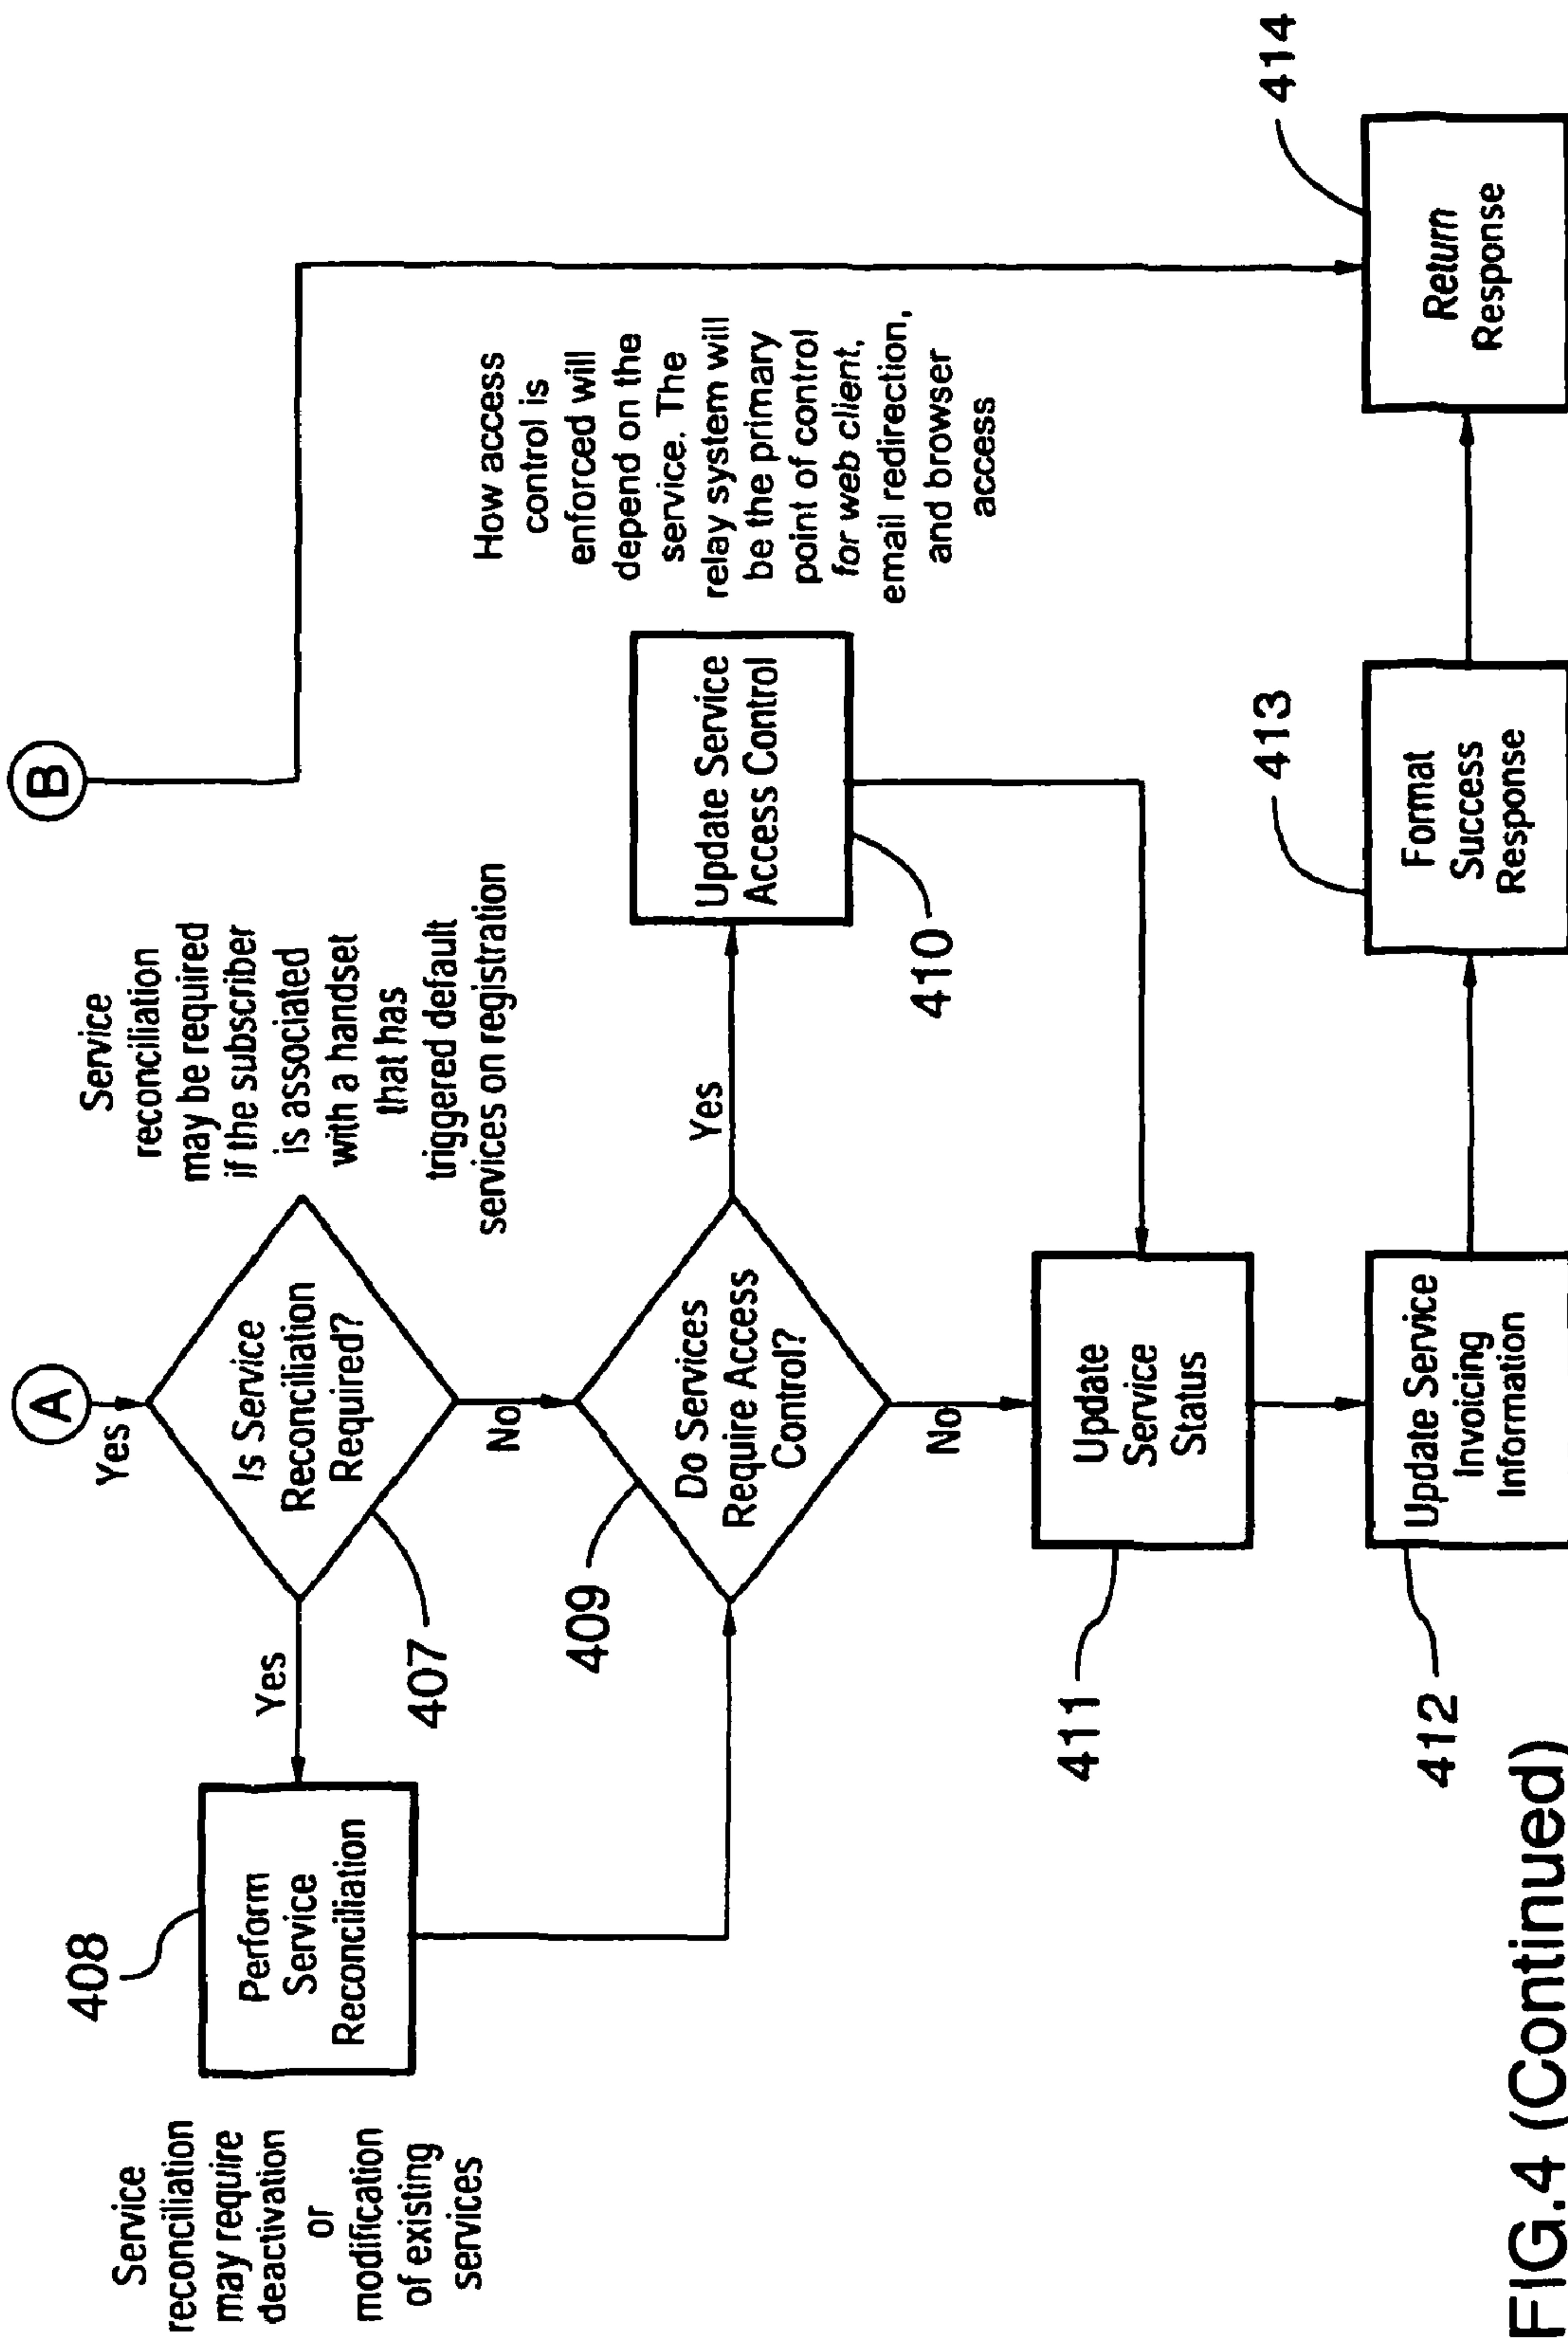 A
B
Yes
Service
reconciliation
may be required
if the subscriber
is associated
with a handset
that has
triggered default
services on registration
408
Service
reconciliation
may require
deactivation
or
modification
of existing
services
Perform
Service
Reconciliation
Yes
Is Service
Reconciliation
Required?
407
No
409
Do Services
Require Access
Control?
Yes
Update Service
Access Control
410
How access
control is
enforced will
depend on the
service. The
relay system will
be the primary
point of control
for web client,
email redirection,
and browser
access
No
411
Update
Service
Status
412
Update Service
Invoicing
Information
413
Format
Success
Response
414
Return
Response
FIG.4 (Continued)